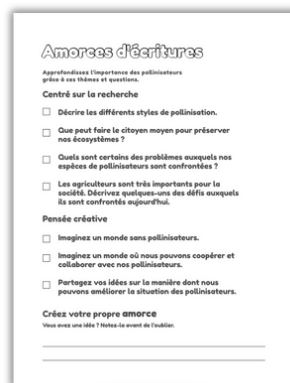 Amorces d'écritures
Approfondissez l'importance des pollinisateurs
grâce à ces thèmes et questions.
Centré sur la recherche
Décrire les différents styles de pollinisation.
Que peut faire le citoyen moyen pour préserver
nos écosystèmes ?
Quels sont certains des problèmes auxquels nos
espèces de pollinisateurs sont confrontées ?
Les agriculteurs sont très importants pour la
société. Décrivez quelques-uns des défis auxquels
ils sont confrontés aujourd'hui.
Pensée créative
Imaginez un monde sans pollinisateurs.
Imaginez un monde où nous pouvons coopérer et
collaborer avec nos pollinisateurs.
Partagez vos idées sur la manière dont nous
pouvons améliorer la situation des pollinisateurs.
Créez votre propre amorce
Vous avez une idée ? Notez-la avent de l'oublier.